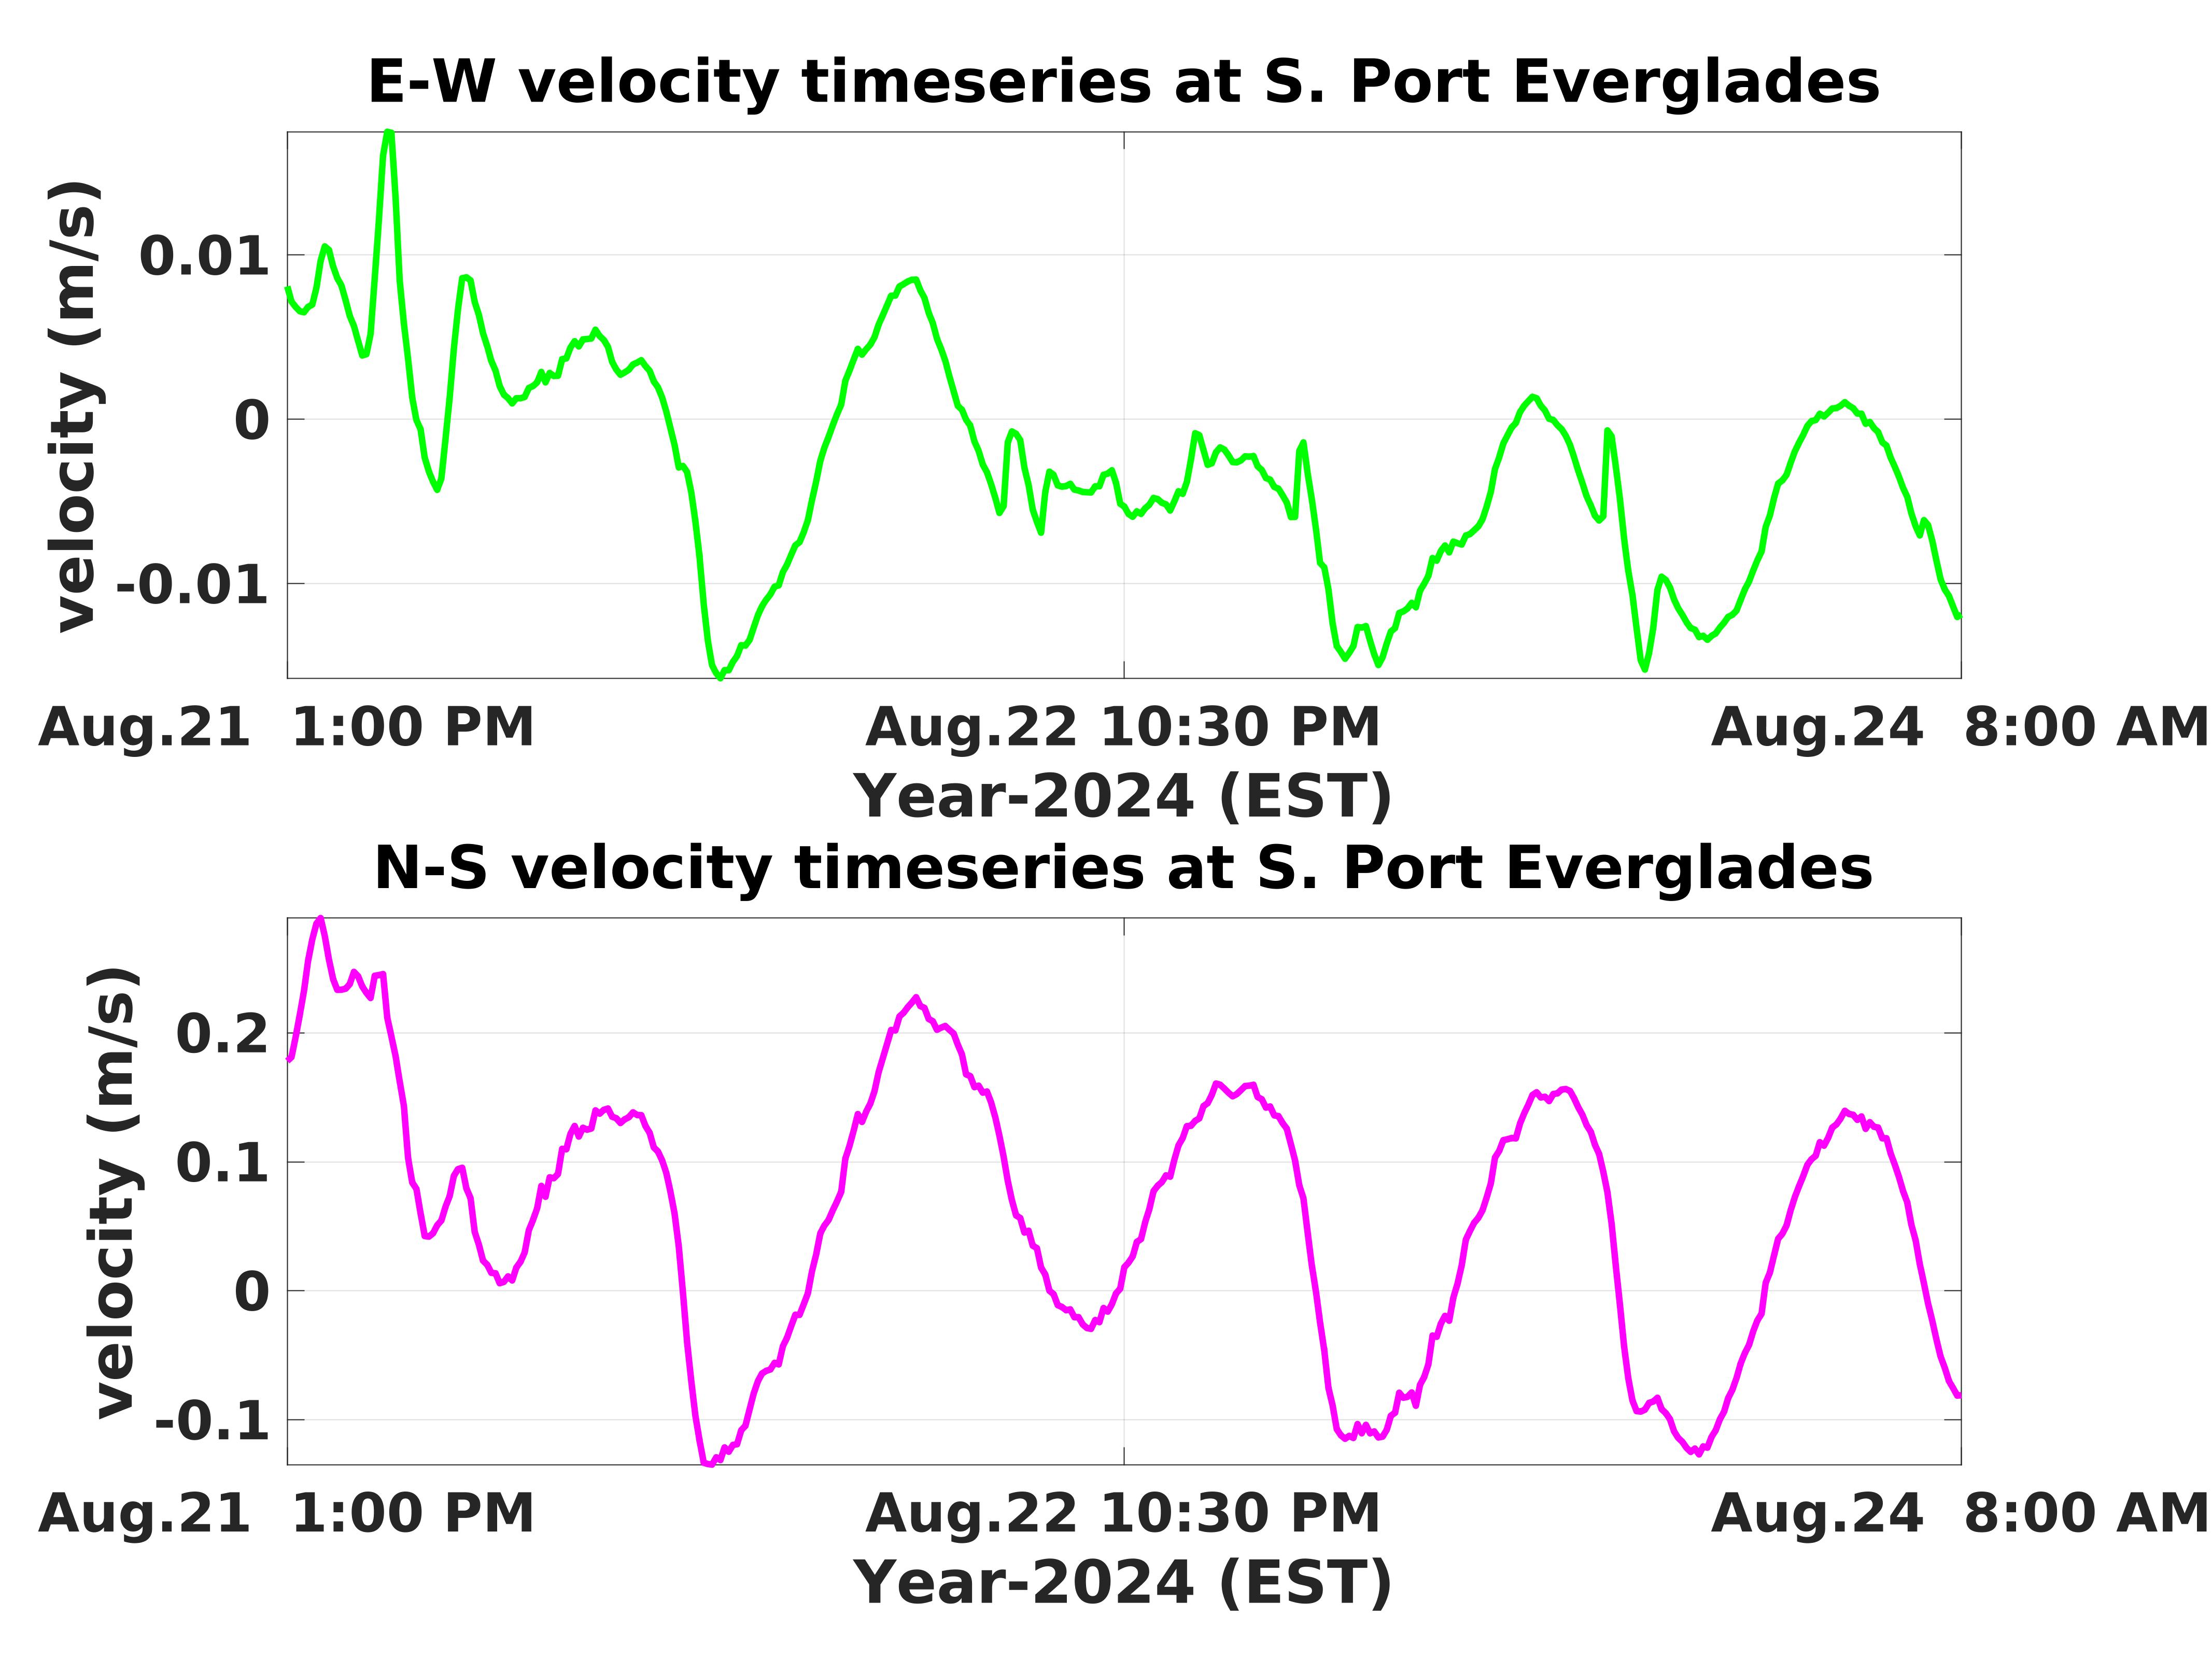 E-W velocity timeseries at S. Port Everglades
velocity (m/s)
0.01
0
-0.01
Aug.21  1:00 PM
Aug.22 10:30 PM
Aug.24  8:00 AM
Year-2024 (EST)
N-S velocity timeseries at S. Port Everglades
velocity (m/s)
0.2
0.1
0
-0.1
Aug.21  1:00 PM
Aug.22 10:30 PM
Aug.24  8:00 AM
Year-2024 (EST)